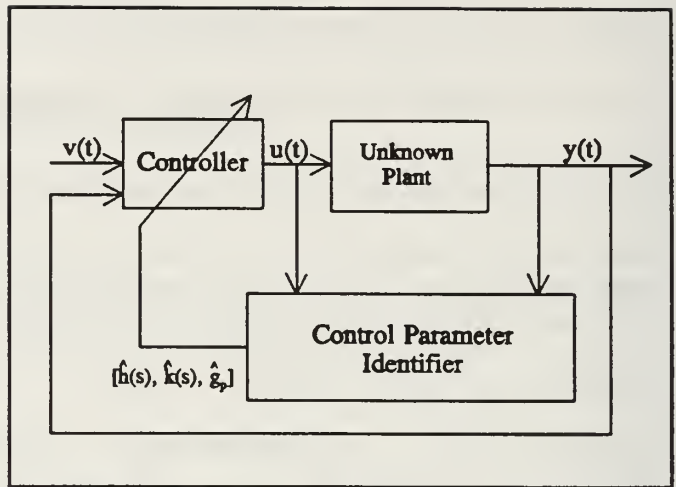 v(t)
Controller
u(t)
Unknown
Plant
y(t)
Control Parameter
Identifier
[ĥ(s), k̂(s), ĝₚ]